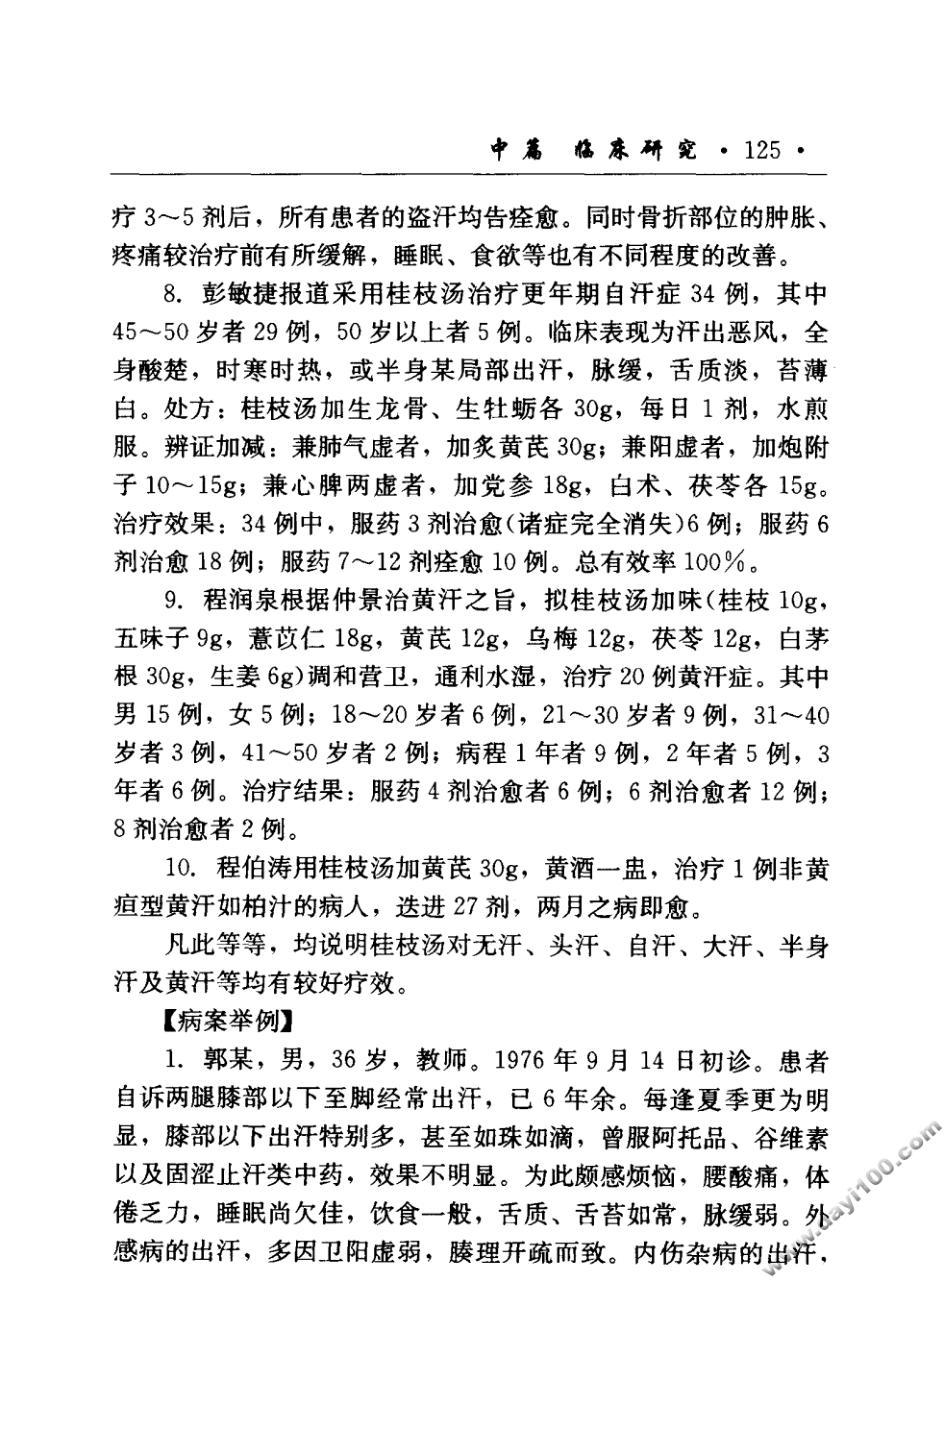 中篇 临床研究 · 125 ·
疗 3～5 剂后，所有患者的盗汗均告痊愈。同时骨折部位的肿胀、
疼痛较治疗前有所缓解，睡眠、食欲等也有不同程度的改善。
8. 彭敏捷报道采用桂枝汤治疗更年期自汗症 34 例，其中
45～50 岁者 29 例，50 岁以上者 5 例。临床表现为汗出恶风，全
身酸楚，时寒时热，或半身某局部出汗，脉缓，舌质淡，苔薄
白。处方：桂枝汤加生龙骨、生牡蛎各 30g，每日 1 剂，水煎
服。辨证加减：兼肺气虚者，加炙黄芪 30g；兼阳虚者，加炮附
子 10～15g；兼心脾两虚者，加党参 18g，白术、茯苓各 15g。
治疗效果：34 例中，服药 3 剂治愈（诸症完全消失）6 例；服药 6
剂治愈 18 例；服药 7～12 剂痊愈 10 例。总有效率 100％。
9. 程润泉根据仲景治黄汗之旨，拟桂枝汤加味（桂枝 10g，
五味子 9g，薏苡仁 18g，黄芪 12g，乌梅 12g，茯苓 12g，白茅
根 30g，生姜 6g）调和营卫，通利水湿，治疗 20 例黄汗症。其中
男 15 例，女 5 例；18～20 岁者 6 例，21～30 岁者 9 例，31～40
岁者 3 例，41～50 岁者 2 例；病程 1 年者 9 例，2 年者 5 例，3
年者 6 例。治疗结果：服药 4 剂治愈者 6 例；6 剂治愈者 12 例；
8 剂治愈者 2 例。
10. 程伯涛用桂枝汤加黄芪 30g，黄酒一盅，治疗 1 例非黄
疸型黄汗如柏汁的病人，迭进 27 剂，两月之病即愈。
凡此等等，均说明桂枝汤对无汗、头汗、自汗、大汗、半身
汗及黄汗等均有较好疗效。
【病案举例】
1. 郭某，男，36 岁，教师。1976 年 9 月 14 日初诊。患者
自诉两腿膝部以下至脚经常出汗，已 6 年余。每逢夏季更为明
显，膝部以下出汗特别多，甚至如珠如滴，曾服阿托品、谷维素
以及固涩止汗类中药，效果不明显。为此颇感烦恼，腰酸痛，体
倦乏力，睡眠尚欠佳，饮食一般，舌质、舌苔如常，脉缓弱。外
感病的出汗，多因卫阳虚弱，腠理开疏而致。内伤杂病的出汗，
www.dayi100.com